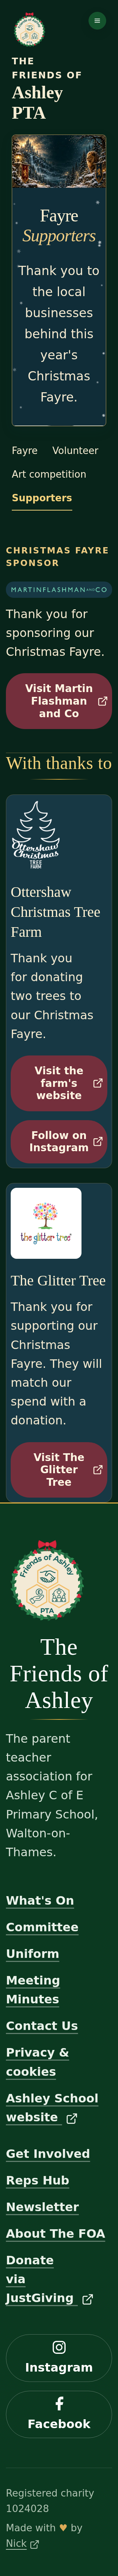 THE
FRIENDS OF
Ashley
PTA
Fayre
Supporters
Thank you to
the local
businesses
behind this
year's
Christmas
Fayre.
Fayre Volunteer
Art competition
Supporters
CHRISTMAS FAYRE
SPONSOR
MARTINFLASHMAN CO
Thank you for
sponsoring our
Christmas Fayre.
Visit Martin
Flashman
and Co
With thanks to
Ottershaw
Christmas
TREE
FARM
Ottershaw
Christmas Tree
Farm
Thank you
for donating
two trees to
our Christmas
Fayre.
Visit the
farm's
website
Follow on
Instagram
the glitter tree
The Glitter Tree
Thank you for
supporting our
Christmas
Fayre. They will
match our
spend with a
donation.
Visit The
Glitter
Tree
Friends of Ashley
PTA
The
Friends of
Ashley
The parent
teacher
association for
Ashley C of E
Primary School,
Walton-on-
Thames.
What's On
Committee
Uniform
Meeting
Minutes
Contact Us
Privacy &
cookies
Ashley School
website
Get Involved
Reps Hub
Newsletter
About The FOA
Donate
via
JustGiving
Instagram
Facebook
Registered charity
1024028
Made with ♥ by
Nick